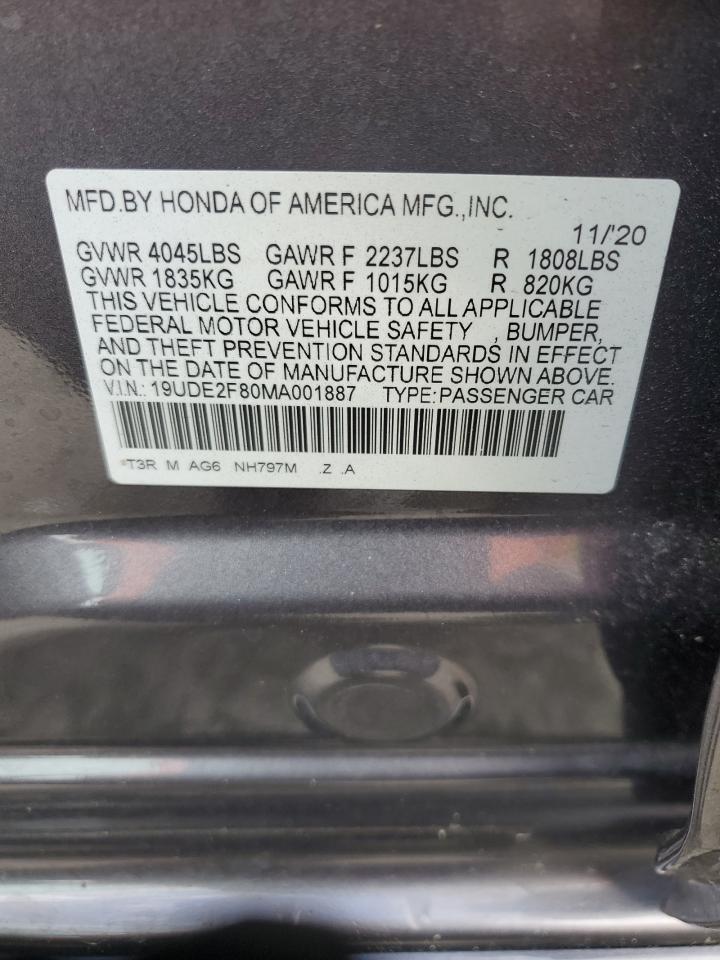 MFD.BY HONDA OF AMERICA MFG.,INC.
11/'20
GVWR 4045LBS GAWR F 2237LBS R 1808LBS
GVWR 1835KG GAWR F 1015KG R 820KG
THIS VEHICLE CONFORMS TO ALL APPLICABLE
FEDERAL MOTOR VEHICLE SAFETY , BUMPER,
AND THEFT PREVENTION STANDARDS IN EFFECT
ON THE DATE OF MANUFACTURE SHOWN ABOVE.
V.I.N.: 19UDE2F80MA001887 TYPE:PASSENGER CAR
*T3R M AG6 NH797M .Z .A